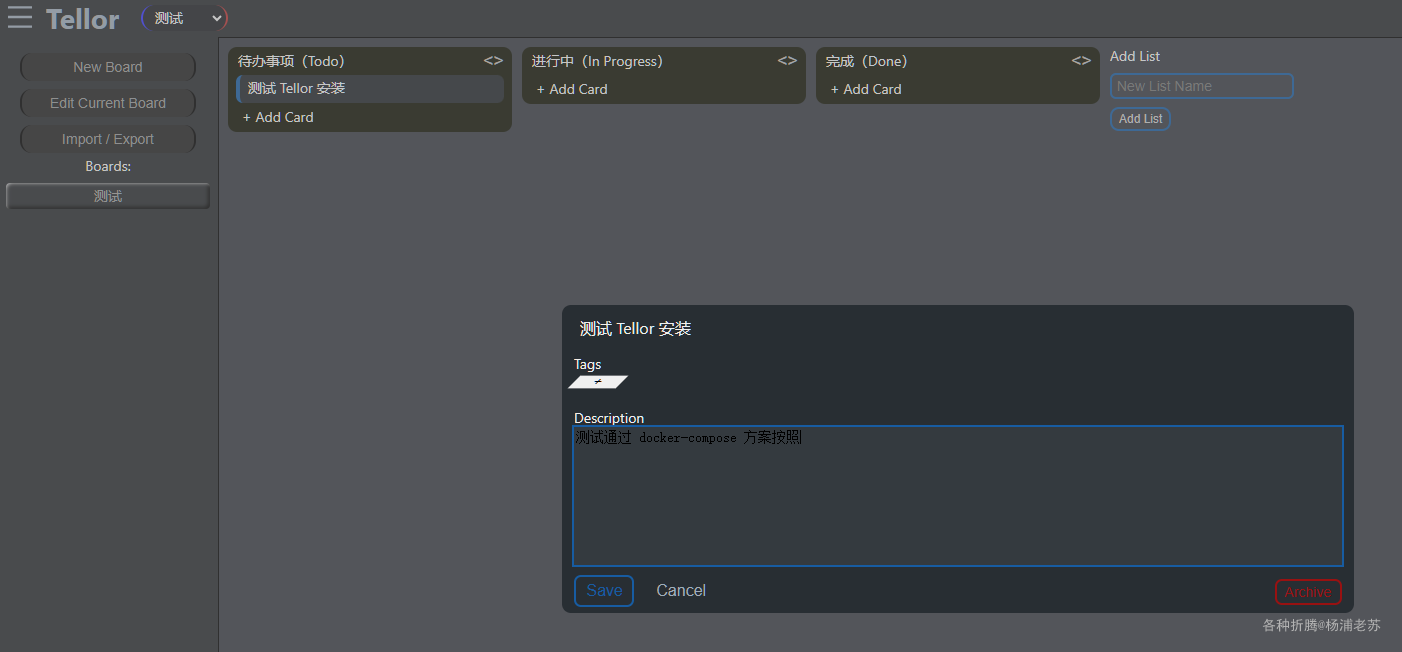 Tellor
测试
New Board
Edit Current Board
Import / Export
Boards:
测试
待办事项（Todo） <>
测试 Tellor 安装
+ Add Card
进行中（In Progress） <>
+ Add Card
完成（Done） <>
+ Add Card
Add List
New List Name
Add List
测试 Tellor 安装
Tags
≠
Description
测试通过 docker-compose 方案按照
Save
Cancel
Archive
各种折腾@杨浦老苏